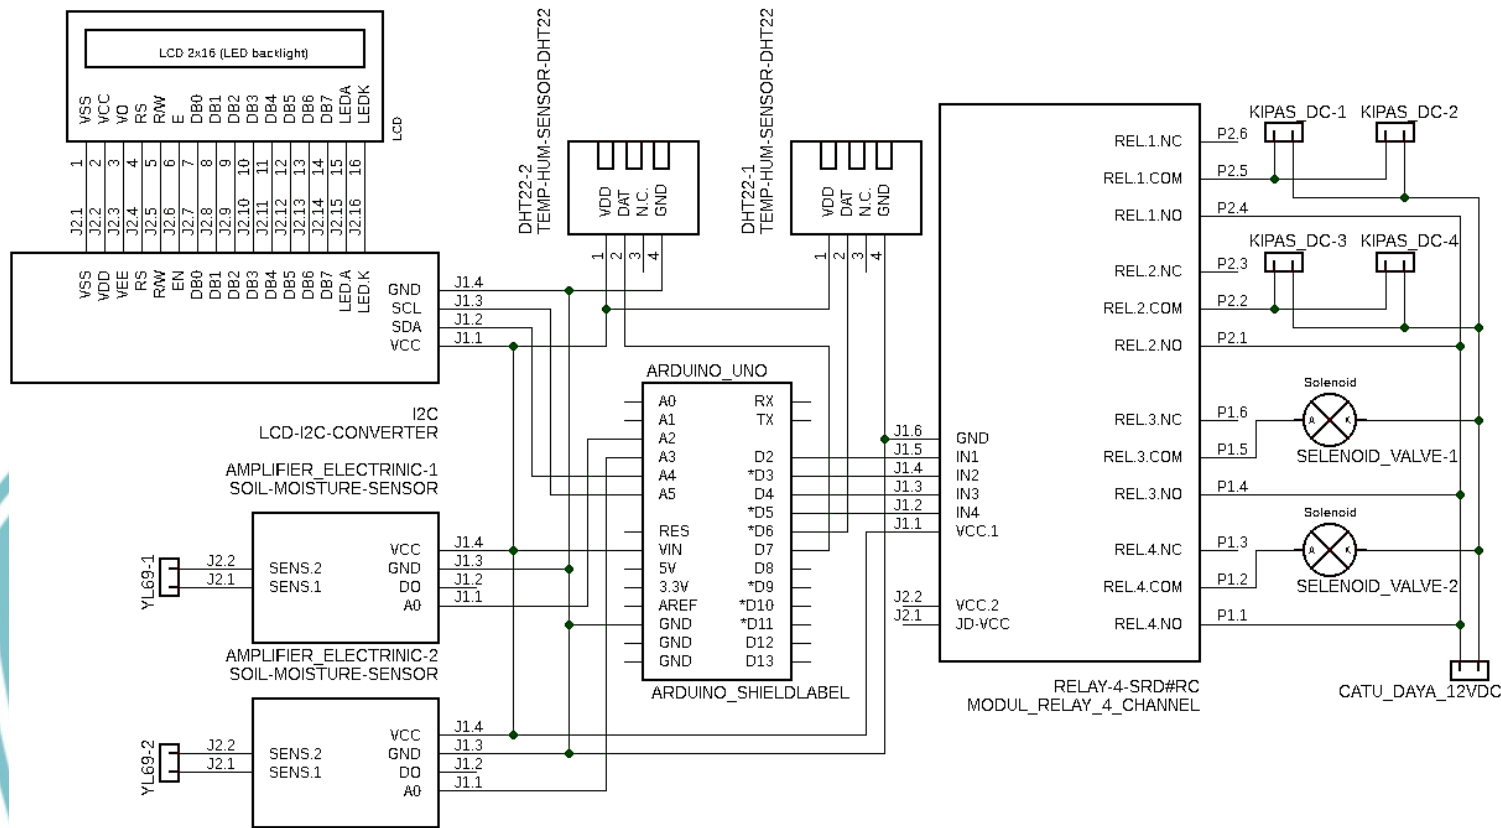 LCD 2x16 (LED backlight)
VSS
VCC
VO
RS
R/W
E
DB0
DB1
DB2
DB3
DB4
DB5
DB6
DB7
LEDA
LEDK
LCD
1
2
3
4
5
6
7
8
9
10
11
12
13
14
15
16
J2.1
J2.2
J2.3
J2.4
J2.5
J2.6
J2.7
J2.8
J2.9
J2.10
J2.11
J2.12
J2.13
J2.14
J2.15
J2.16
VSS
VDD
VEE
RS
R/W
EN
DB0
DB1
DB2
DB3
DB4
DB5
DB6
DB7
LED.A
LED.K
GND J1.4
SCL J1.3
SDA J1.2
VCC J1.1
I2C
LCD-I2C-CONVERTER
DHT22-2
TEMP-HUM-SENSOR-DHT22
VDD
DAT
N.C.
GND
1
2
3
4
DHT22-1
TEMP-HUM-SENSOR-DHT22
VDD
DAT
N.C.
GND
1
2
3
4
AMPLIFIER_ELECTRINIC-1
SOIL-MOISTURE-SENSOR
YL69-1
J2.2 SENS.2
J2.1 SENS.1
VCC J1.4
GND J1.3
DO J1.2
A0 J1.1
AMPLIFIER_ELECTRINIC-2
SOIL-MOISTURE-SENSOR
YL69-2
J2.2 SENS.2
J2.1 SENS.1
VCC J1.4
GND J1.3
DO J1.2
A0 J1.1
ARDUINO_UNO
A0 RX
A1 TX
A2
A3 D2
A4 *D3
A5 D4
*D5
RES *D6
VIN D7
5V D8
3.3V *D9
AREF *D10
GND *D11
GND D12
GND D13
ARDUINO_SHIELDLABEL
J1.6 GND
J1.5 IN1
J1.4 IN2
J1.3 IN3
J1.2 IN4
J1.1 VCC.1
J2.2 VCC.2
J2.1 JD-VCC
REL.1.NC P2.6
REL.1.COM P2.5
REL.1.NO P2.4
REL.2.NC P2.3
REL.2.COM P2.2
REL.2.NO P2.1
REL.3.NC P1.6
REL.3.COM P1.5
REL.3.NO P1.4
REL.4.NC P1.3
REL.4.COM P1.2
REL.4.NO P1.1
RELAY-4-SRD#RC
MODUL_RELAY_4_CHANNEL
KIPAS_DC-1 KIPAS_DC-2
KIPAS_DC-3 KIPAS_DC-4
Solenoid
A K
SELENOID_VALVE-1
Solenoid
A K
SELENOID_VALVE-2
CATU_DAYA_12VDC